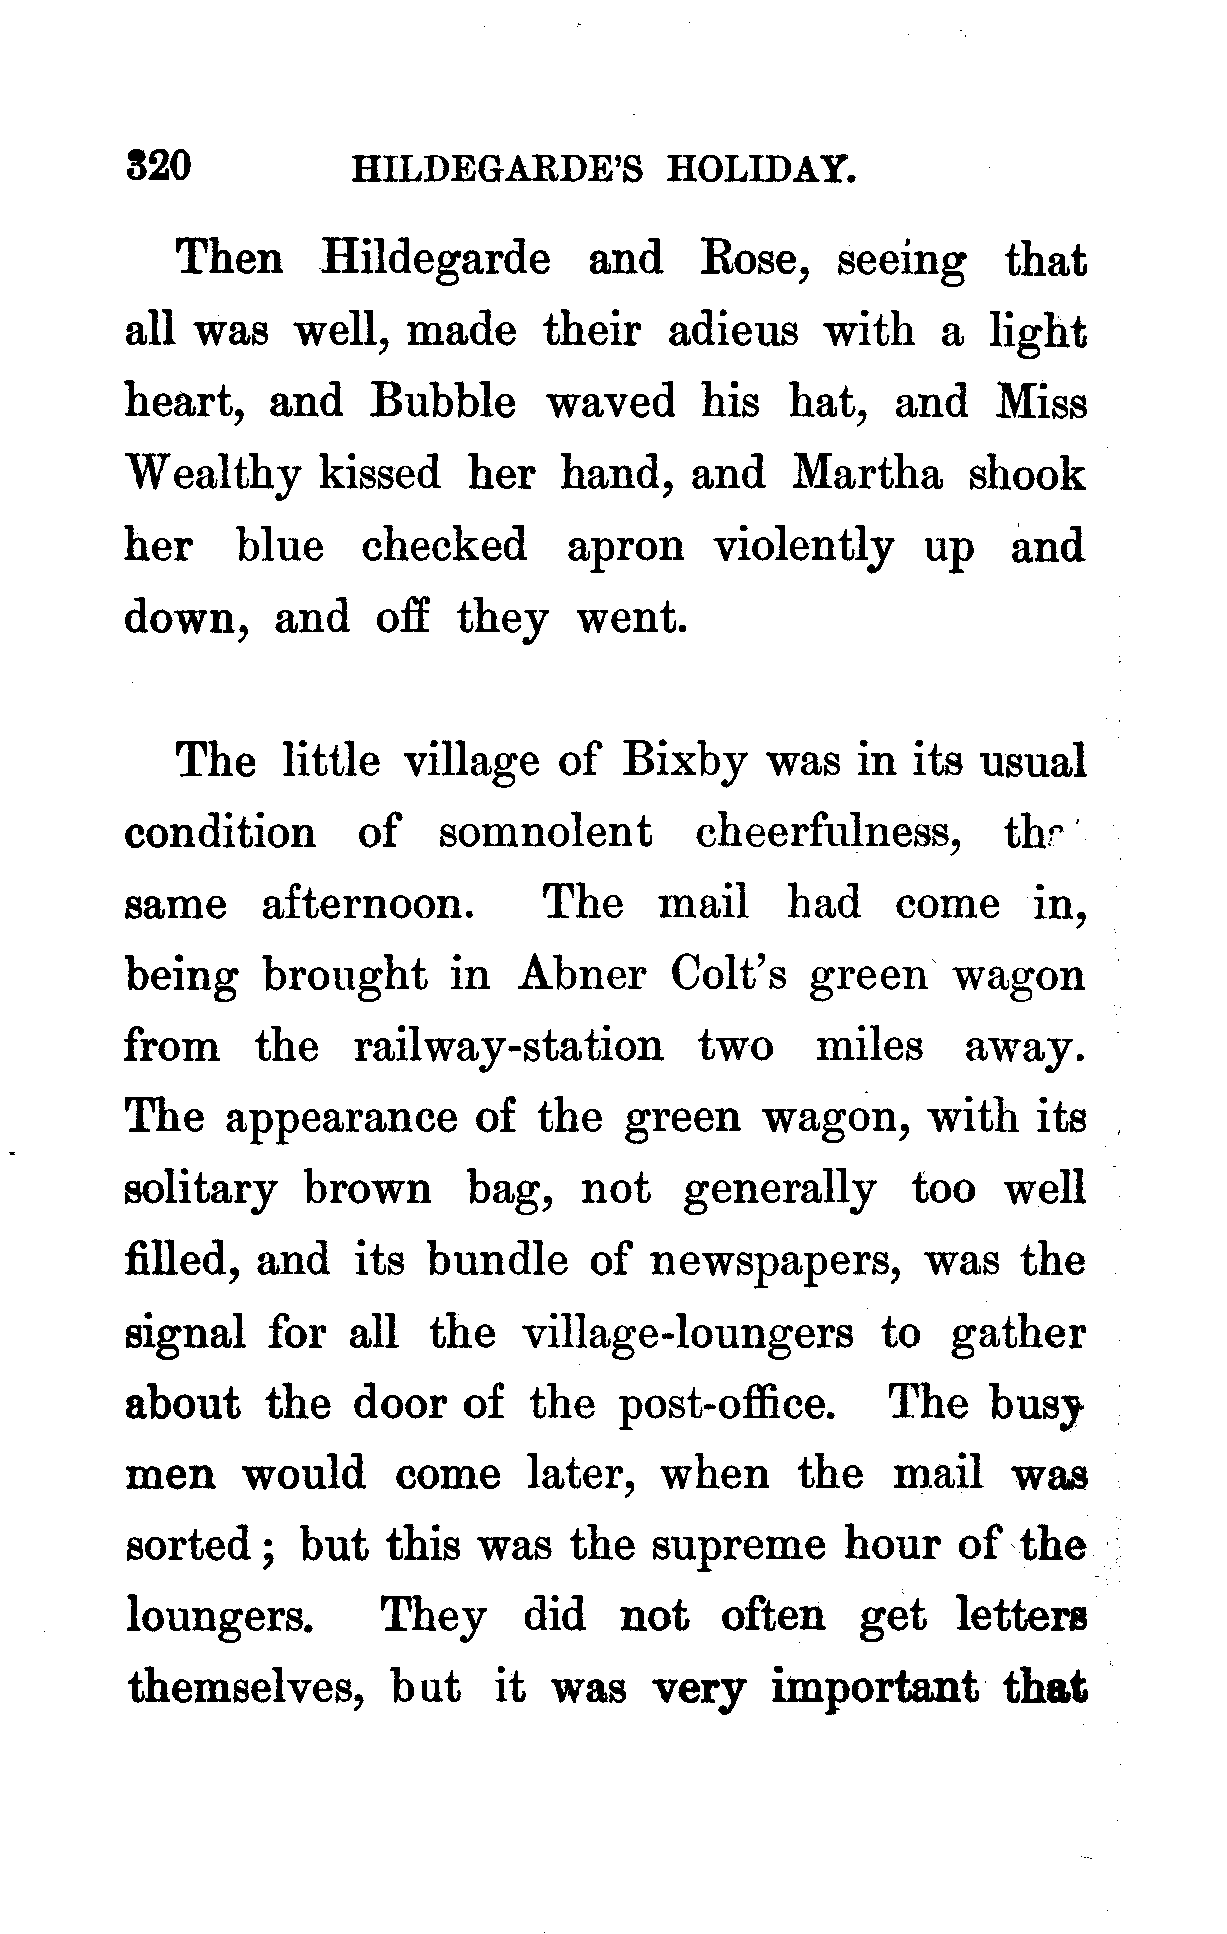 320 HILDEGARDE'S HOLIDAY.
Then Hildegarde and Rose, seeing that
all was well, made their adieus with a light
heart, and Bubble waved his hat, and Miss
Wealthy kissed her hand, and Martha shook
her blue checked apron violently up and
down, and off they went.
The little village of Bixby was in its usual
condition of somnolent cheerfulness,
same afternoon. The mail had come in,
being brought in Abner Colt's green wagon
from the railway-station two miles away.
The appearance of the green wagon, with its
solitary brown bag, not generally too well
filled, and its bundle of newspapers, was the
signal for all the village-loungers to gather
about the door of the post-office. The busy
men would come later, when the mail was
sorted; but this was the supreme hour of the
loungers. They did not often get letters
themselves, but it was very important that